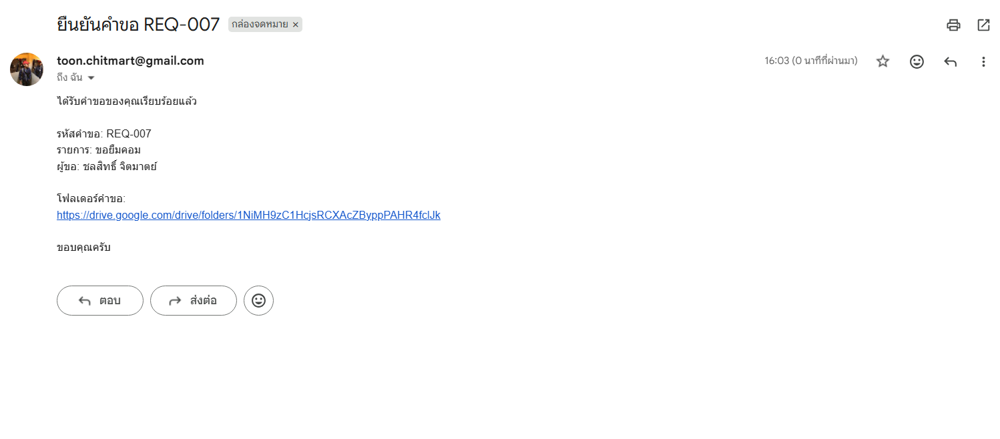 ยืนยันคำขอ REQ-007 กล่องจดหมาย ×
toon.chitmart@gmail.com 16:03 (0 นาทีที่ผ่านมา)
ถึง ฉัน
ได้รับคำขอของคุณเรียบร้อยแล้ว
รหัสคำขอ: REQ-007
รายการ: ขอยืมคอม
ผู้ขอ: ชลสิทธิ์ จิตมาตย์
โฟลเดอร์คำขอ:
https://drive.google.com/drive/folders/1NiMH9zC1HcjsRCXAcZByppPAHR4fclJk
ขอบคุณครับ
ตอบ ส่งต่อ